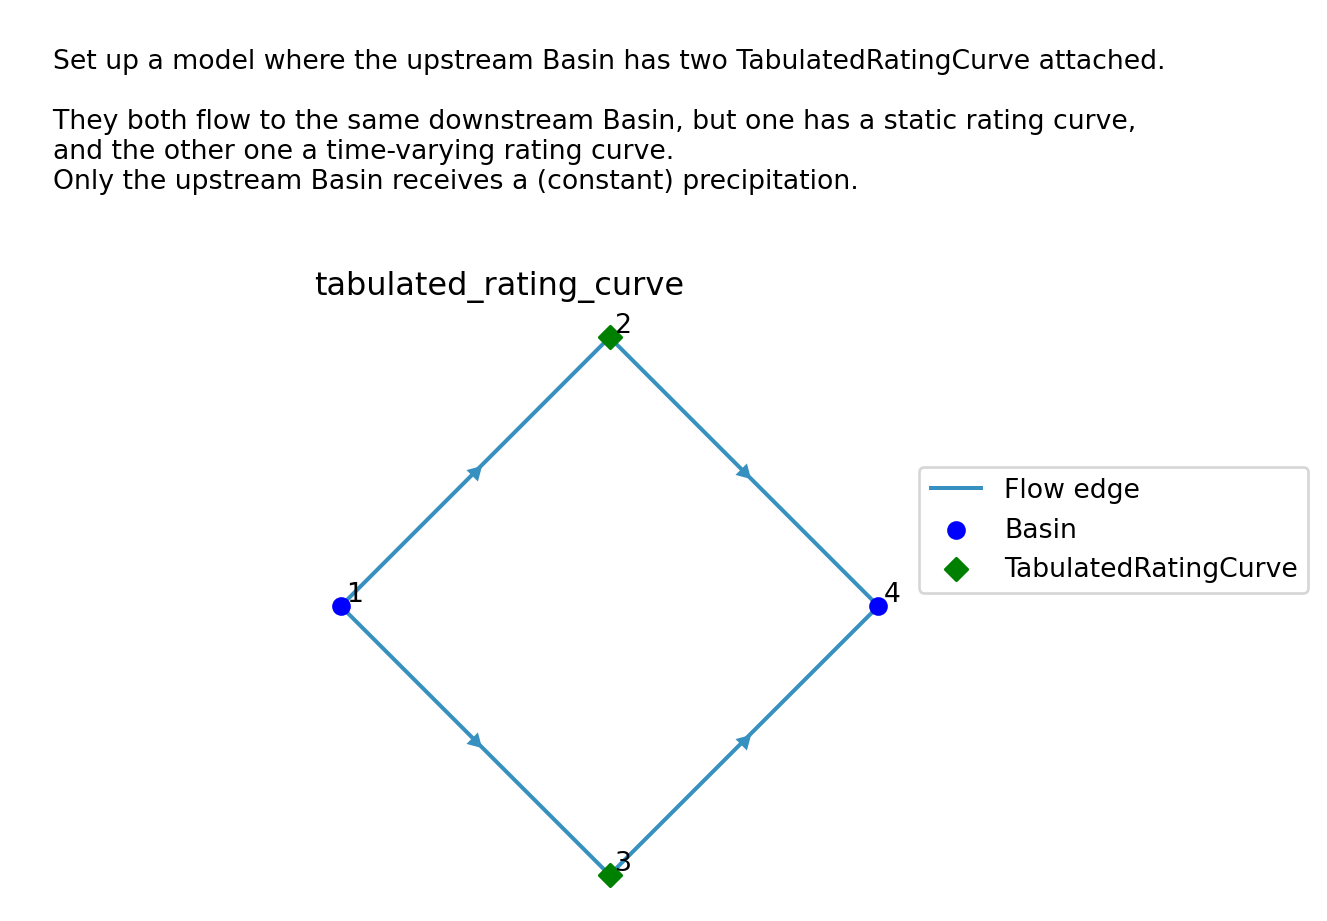 Set up a model where the upstream Basin has two TabulatedRatingCurve attached.
They both flow to the same downstream Basin, but one has a static rating curve,
and the other one a time-varying rating curve.
Only the upstream Basin receives a (constant) precipitation.
tabulated_rating_curve
2
Flow edge
Basin
TabulatedRatingCurve
1
4
3